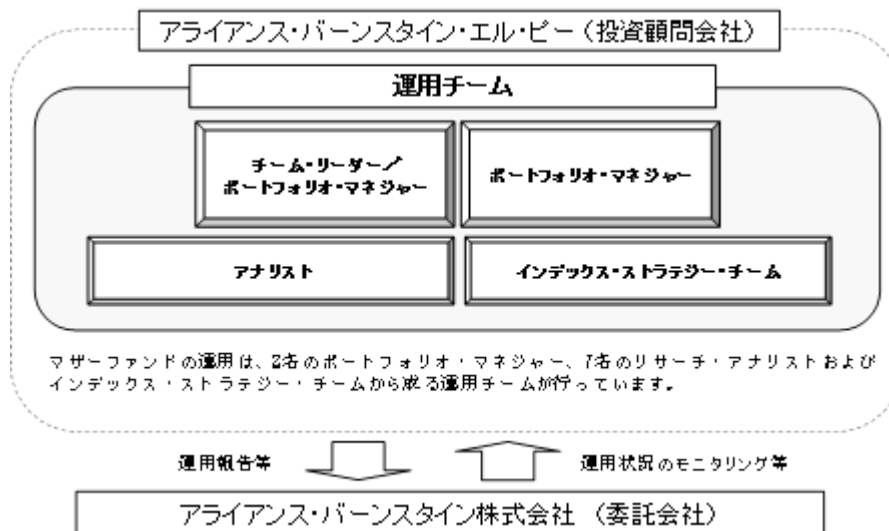 アライアンス・バーンスタイン・エル・ピー（投資顧問会社）
運用チーム
チーム・リーダー／
ポートフォリオ・マネジャー
ポートフォリオ・マネジャー
アナリスト
インデックス・ストラテジー・チーム
マザーファンドの運用は、2名のポートフォリオ・マネジャー、7名のリサーチ・アナリストおよび
インデックス・ストラテジー・チームから成る運用チームが行っています。
運用報告等
運用状況のモニタリング等
アライアンス・バーンスタイン株式会社 （委託会社）